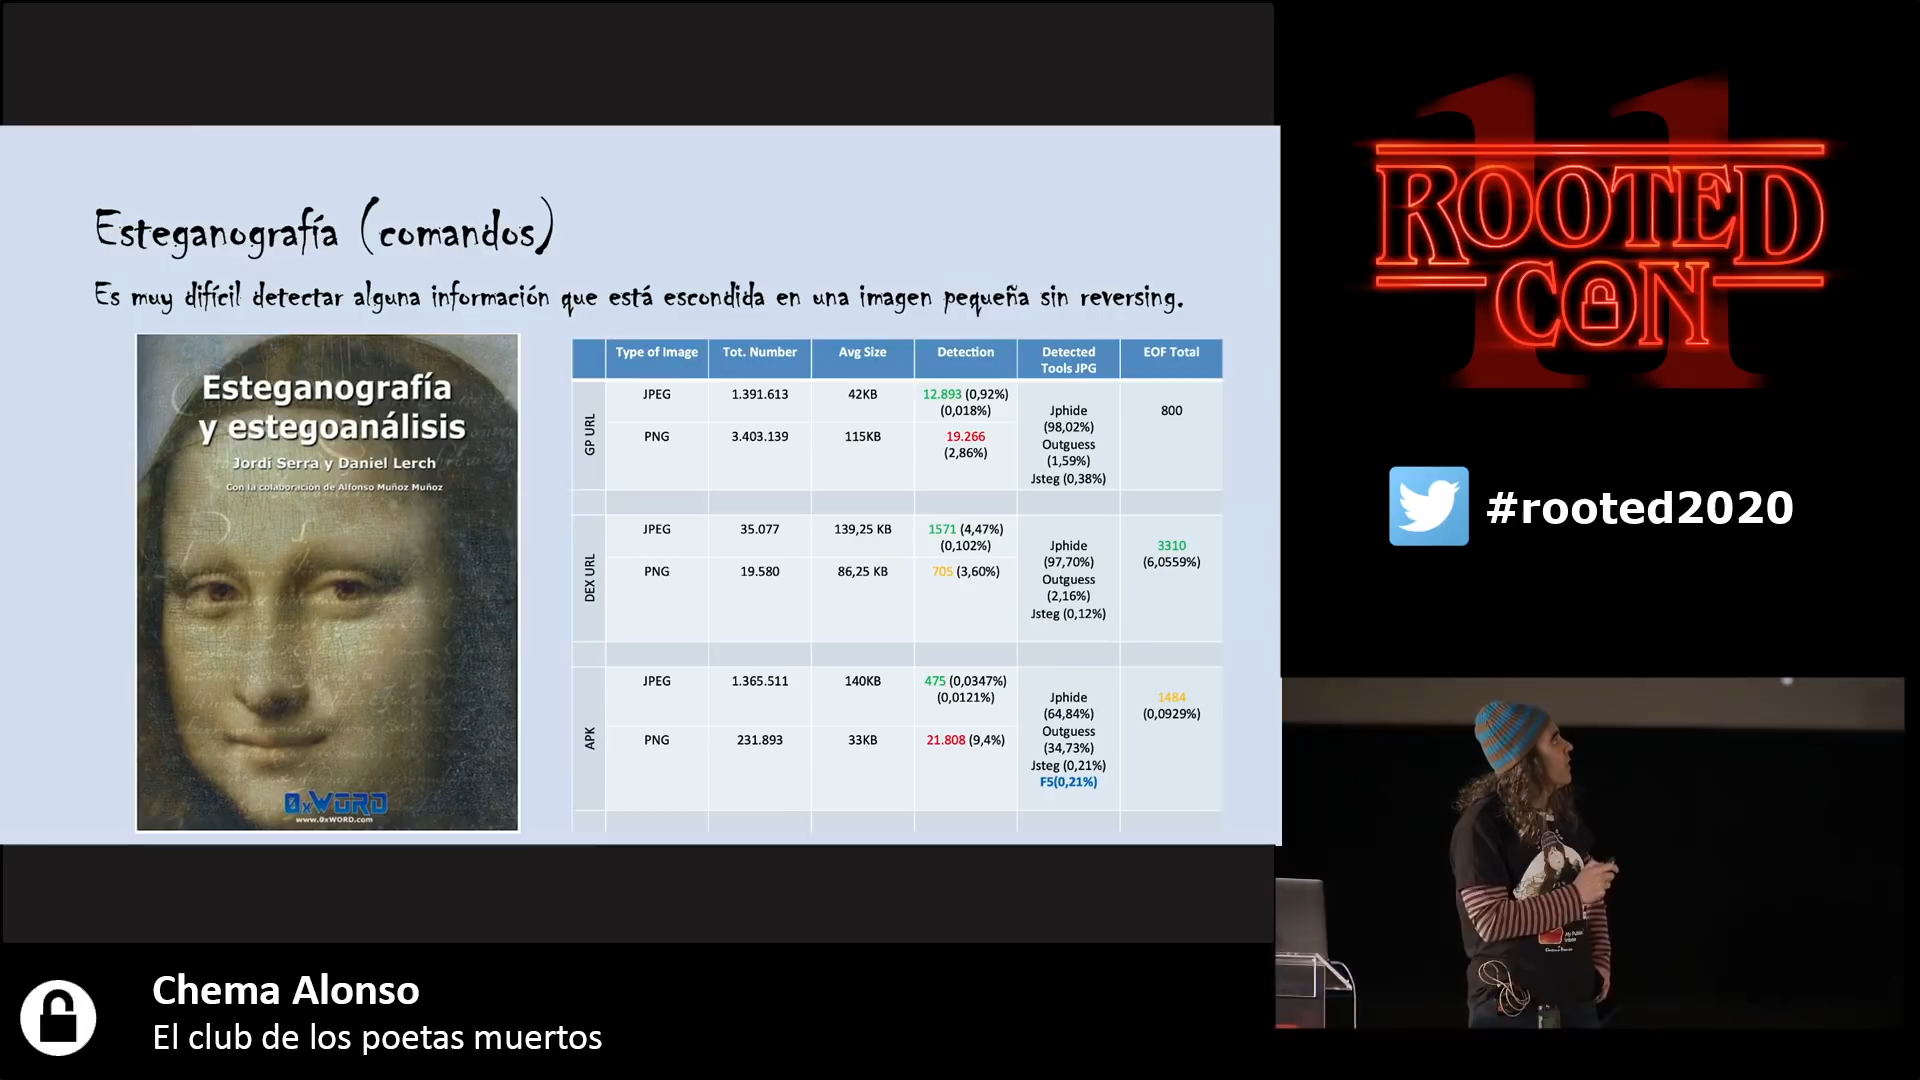 Esteganografía (comandos)
Es muy difícil detectar alguna información que está escondida en una imagen pequeña sin reversing.
Esteganografía
y estegoanálisis
Jordi Serra y Daniel Lerch
Con la colaboración de Alfonso Muñoz Muñoz
0xWORD
www.0xWORD.com
Type of Image Tot. Number Avg Size Detection Detected Tools JPG EOF Total
GP URL
JPEG 1.391.613 42KB 12.893 (0,92%)
(0,018%)
PNG 3.403.139 115KB 19.266
(2,86%)
Jphide
(98,02%)
Outguess
(1,59%)
Jsteg (0,38%)
800
DEX URL
JPEG 35.077 139,25 KB 1571 (4,47%)
(0,102%)
PNG 19.580 86,25 KB 705 (3,60%)
Jphide
(97,70%)
Outguess
(2,16%)
Jsteg (0,12%)
3310
(6,0559%)
APK
JPEG 1.365.511 140KB 475 (0,0347%)
(0,0121%)
PNG 231.893 33KB 21.808 (9,4%)
Jphide
(64,84%)
Outguess
(34,73%)
Jsteg (0,21%)
F5(0,21%)
1484
(0,0929%)
11
ROOTED
CON
#rooted2020
Chema Alonso
El club de los poetas muertos